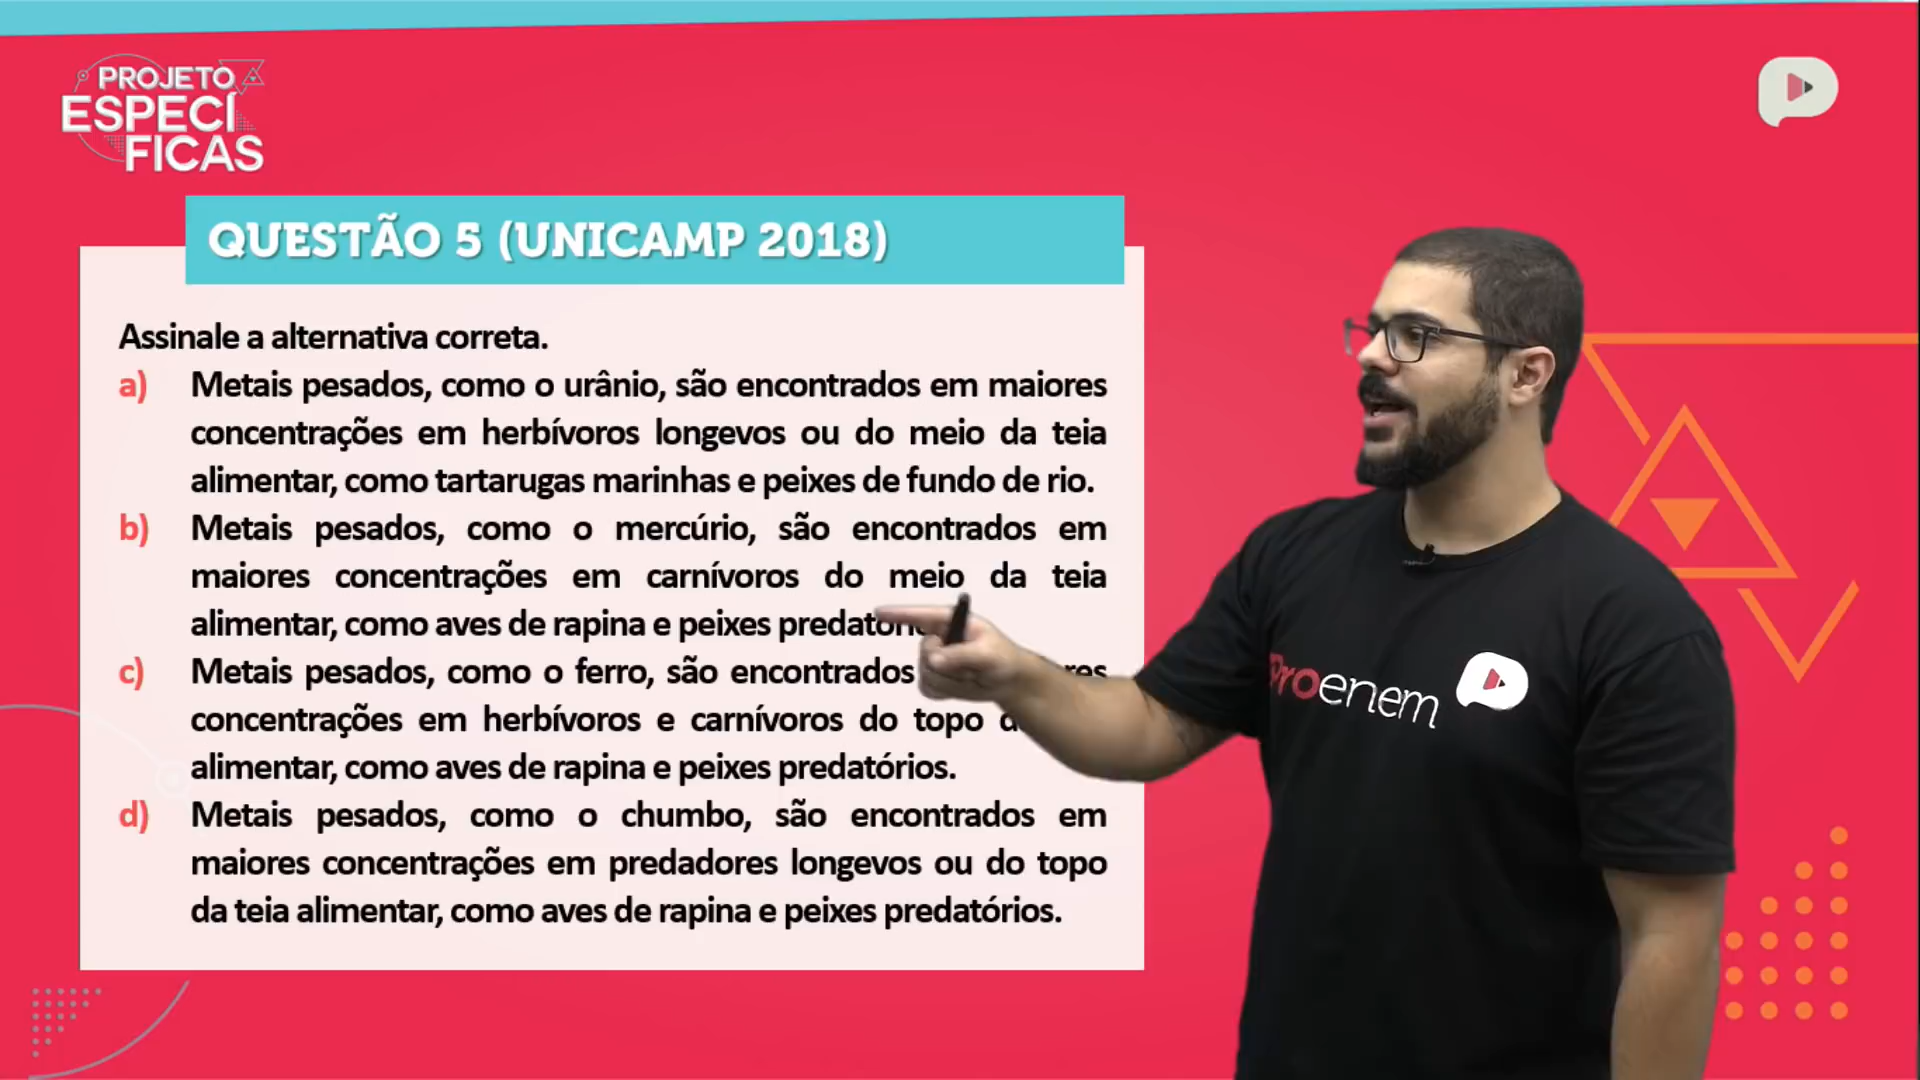 PROJETO
ESPECÍ
FICAS
QUESTÃO 5 (UNICAMP 2018)
Assinale a alternativa correta.
a) Metais pesados, como o urânio, são encontrados em maiores
concentrações em herbívoros longevos ou do meio da teia
alimentar, como tartarugas marinhas e peixes de fundo de rio.
b) Metais pesados, como o mercúrio, são encontrados em
maiores concentrações em carnívoros do meio da teia
alimentar, como aves de rapina e peixes
c) Metais pesados, como o ferro, são encontrados
concentrações em herbívoros e carnívoros do topo
alimentar, como aves de rapina e peixes predatórios.
d) Metais pesados, como o chumbo, são encontrados em
maiores concentrações em predadores longevos ou do topo
da teia alimentar, como aves de rapina e peixes predatórios.
Proenem